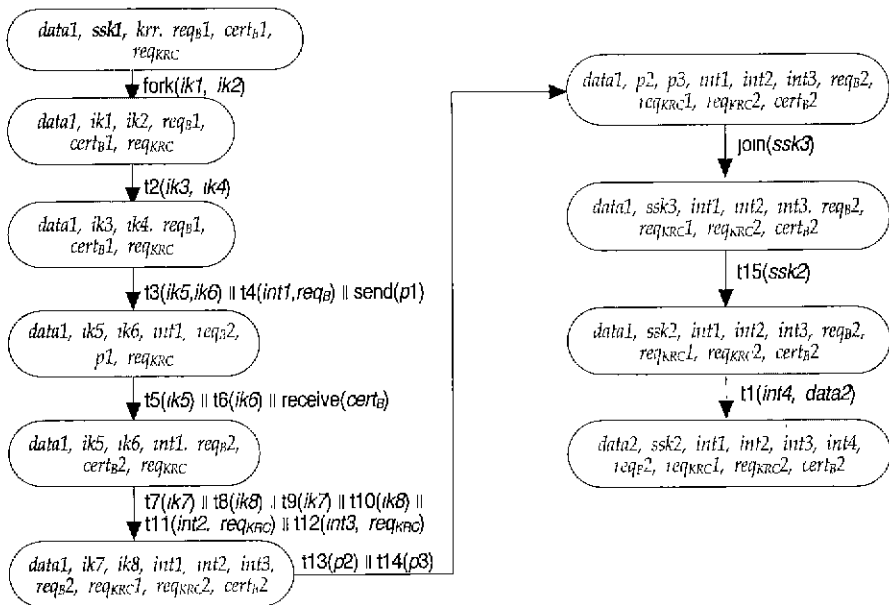 data1, ssk1, krr. reqB1, certB1,
reqKRC
fork(ik1, ik2)
data1, ik1, ik2, reqB1,
certB1, reqKRC
t2(ik3, ik4)
data1, ik3, ik4. reqB1,
certB1, reqKRC
t3(ik5,ik6) || t4(int1,reqB) || send(p1)
data1, ik5, ik6, int1, reqB2,
p1, reqKRC
t5(ik5) || t6(ik6) || receive(certB)
data1, ik5, ik6, int1. reqB2,
certB2, reqKRC
t7(ik7) || t8(ik8) || t9(ik7) || t10(ik8) ||
t11(int2, reqKRC) || t12(int3, reqKRC)
data1, ik7, ik8, int1, int2, int3,
reqB2, reqKRC1, reqKRC2, certB2
t13(p2) || t14(p3)
data1, p2, p3, int1, int2, int3, reqB2,
reqKRC1, reqKRC2, certB2
join(ssk3)
data1, ssk3, int1, int2, int3. reqB2,
reqKRC1, reqKRC2, certB2
t15(ssk2)
data1, ssk2, int1, int2, int3, reqB2,
reqKRC1, reqKRC2, certB2
t1(int4, data2)
data2, ssk2, int1, int2, int3, int4,
reqB2, reqKRC1, reqKRC2, certB2